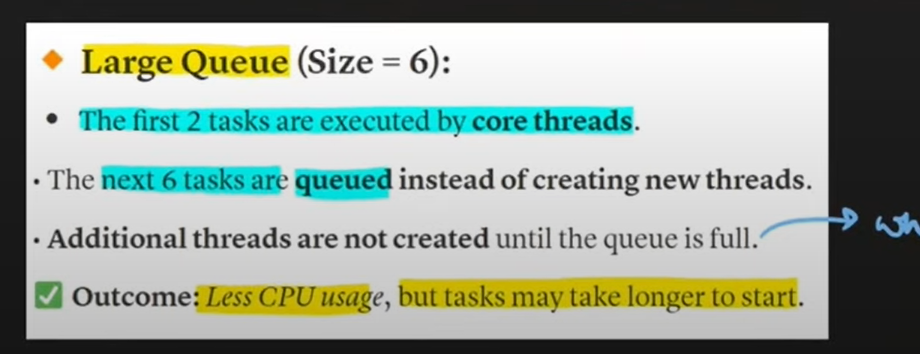 Large Queue (Size = 6):
• The first 2 tasks are executed by core threads.
· The next 6 tasks are queued instead of creating new threads.
· Additional threads are not created until the queue is full.
Outcome: Less CPU usage, but tasks may take longer to start.